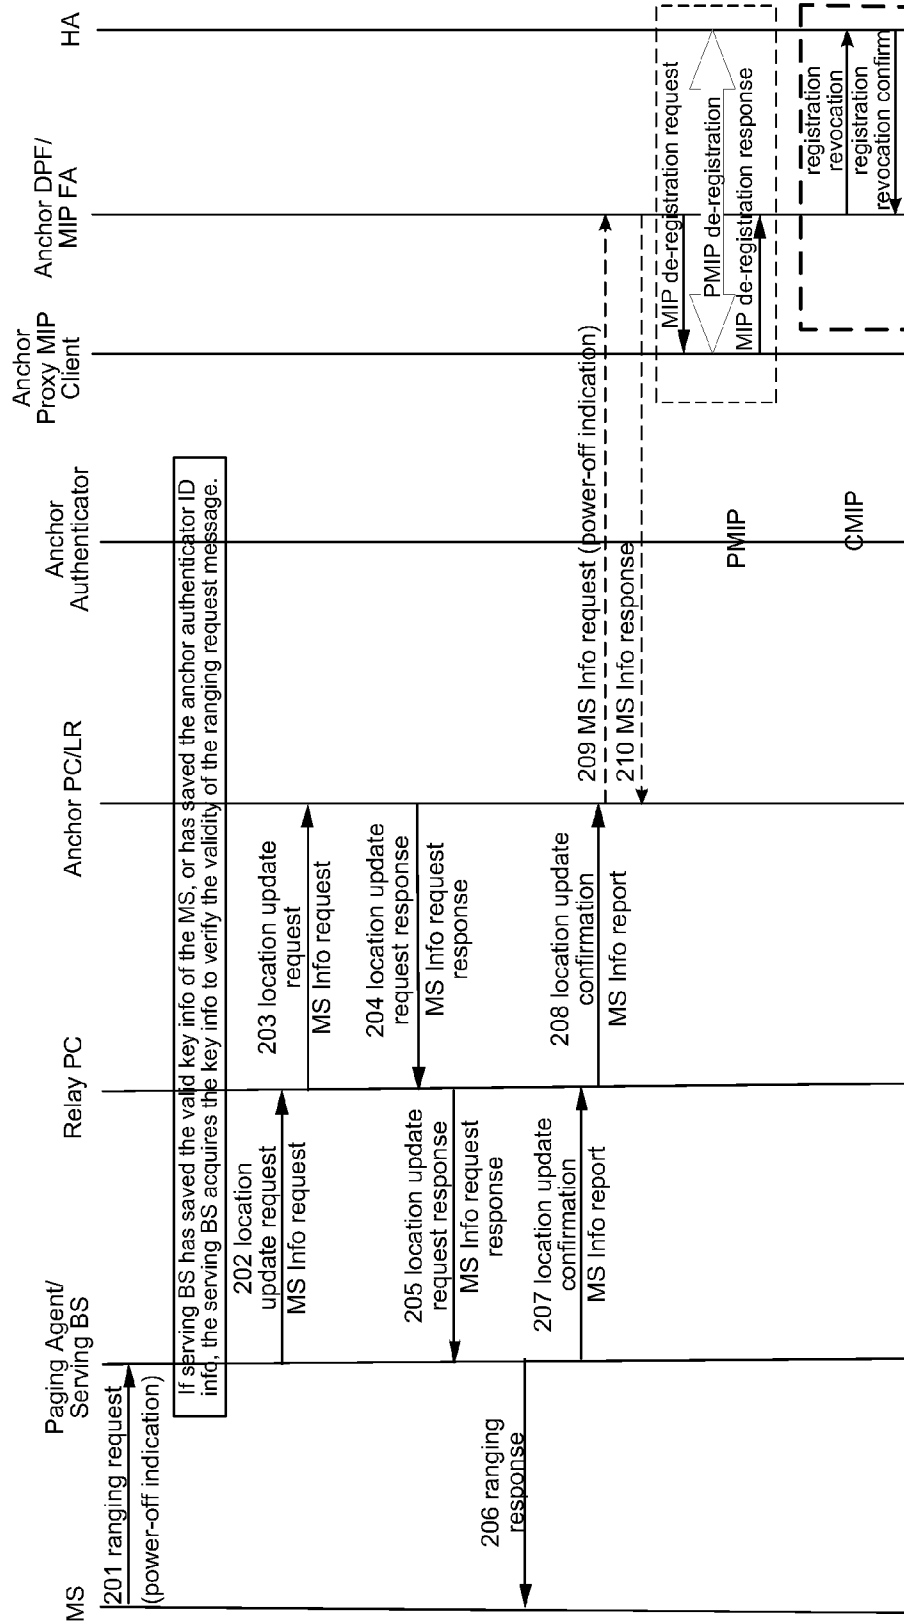 MS
Paging Agent/
Serving BS
Relay PC
Anchor PC/LR
Anchor
Authenticator
Anchor
Proxy MIP
Client
Anchor DPF/
MIP FA
HA
201 ranging request
(power-off indication)
If serving BS has saved the valid key info of the MS, or has saved the anchor authenticator ID
info, the serving BS acquires the key info to verify the validity of the ranging request message.
202 location
update request
MS Info request
203 location update
request
MS Info request
204 location update
request response
MS Info request
response
205 location update
request response
MS Info request
response
206 ranging
response
207 location update
confirmation
MS Info report
208 location update
confirmation
MS Info report
209 MS Info request (power-off indication)
210 MS Info response
MIP de-registration request
PMIP de-registration
MIP de-registration response
PMIP
registration
revocation
registration
revocation confirm
CMIP